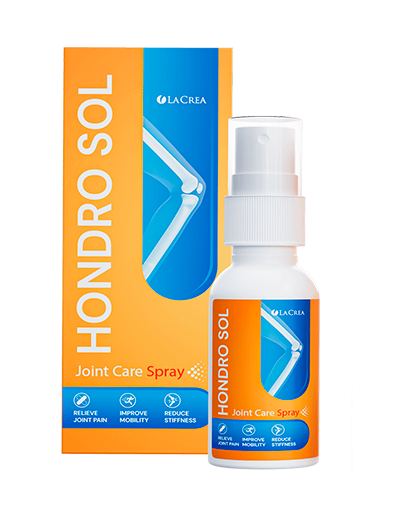 HONDRO SOL
LACREA
Joint Care Spray
RELIEVE
JOINT PAIN
IMPROVE
MOBILITY
REDUCE
STIFFNESS
HONDRO SOL
LACREA
Joint Care Spray
RELIEVE
JOINT PAIN
IMPROVE
MOBILITY
REDUCE
STIFFNESS